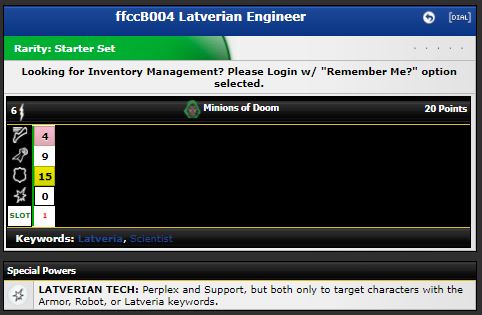 ffccB004 Latverian Engineer
[DIAL]
Rarity: Starter Set
. . . . .
Looking for Inventory Management? Please Login w/ "Remember Me?" option
selected.
6
Minions of Doom
20 Points
4
9
15
0
SLOT 1
Keywords: Latveria, Scientist
Special Powers
LATVERIAN TECH: Perplex and Support, but both only to target characters with the
Armor, Robot, or Latveria keywords.